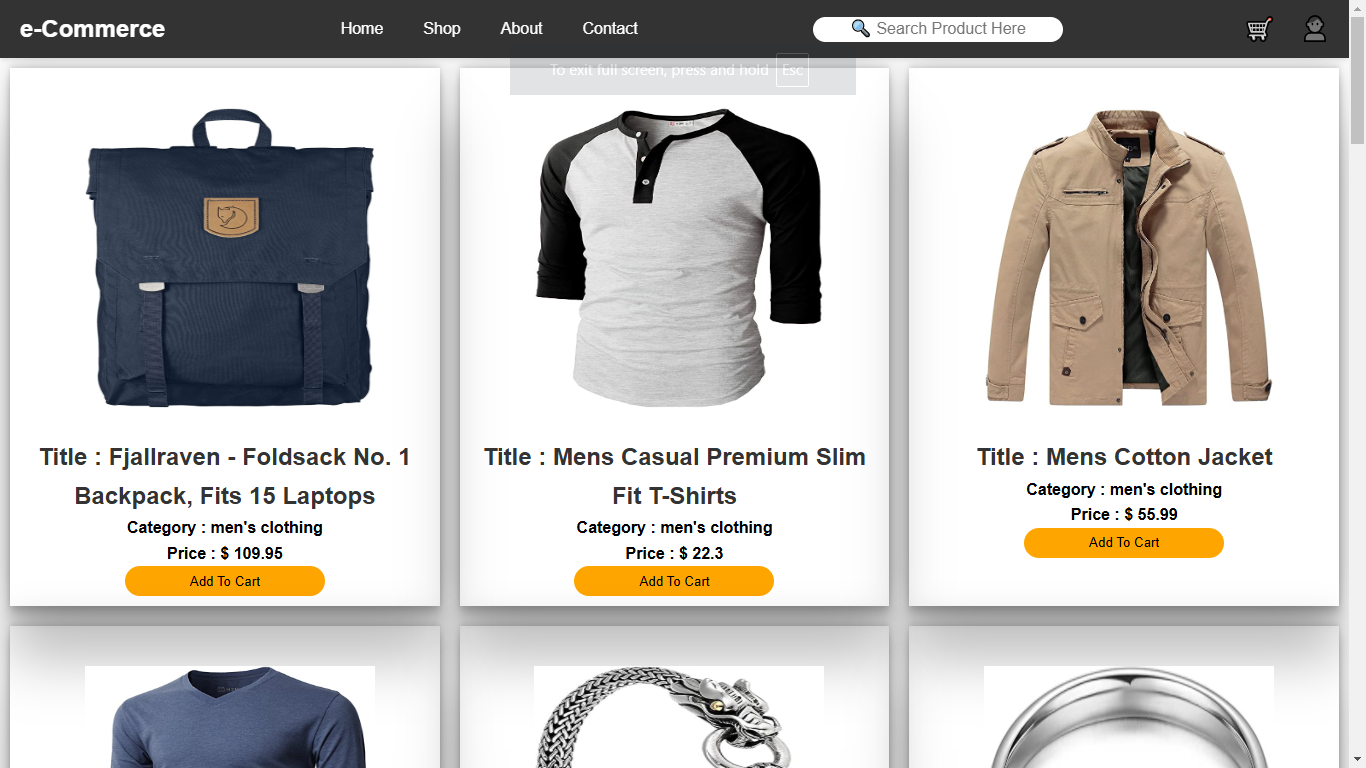 e-Commerce
Home
Shop
About
Contact
Search Product Here
To exit full screen, press and hold Esc
Title : Fjallraven - Foldsack No. 1
Backpack, Fits 15 Laptops
Category : men's clothing
Price : $ 109.95
Add To Cart
Title : Mens Casual Premium Slim
Fit T-Shirts
Category : men's clothing
Price : $ 22.3
Add To Cart
Title : Mens Cotton Jacket
Category : men's clothing
Price : $ 55.99
Add To Cart